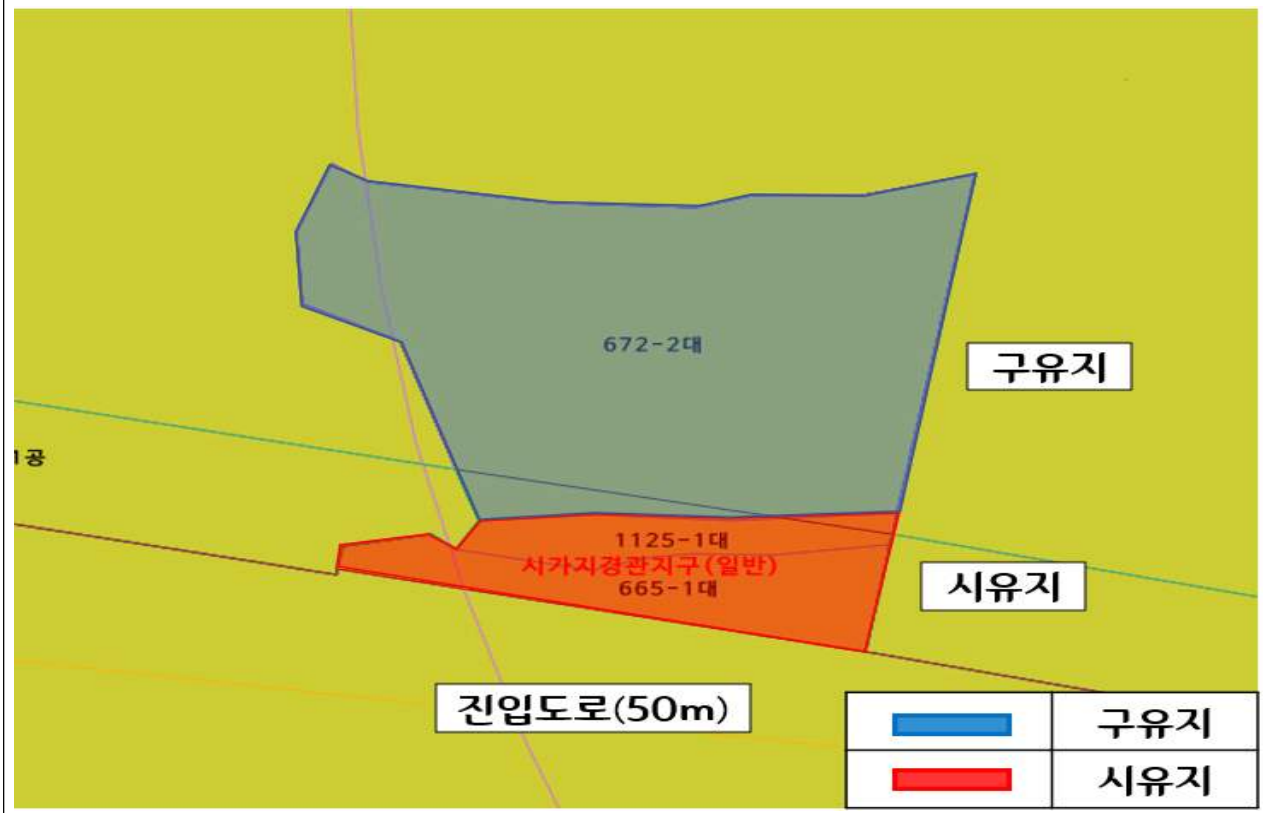 672-2대
구유지
1공
1125-1대
시가지경관지구(일반)
665-1대
시유지
진입도로(50m)
구유지
시유지